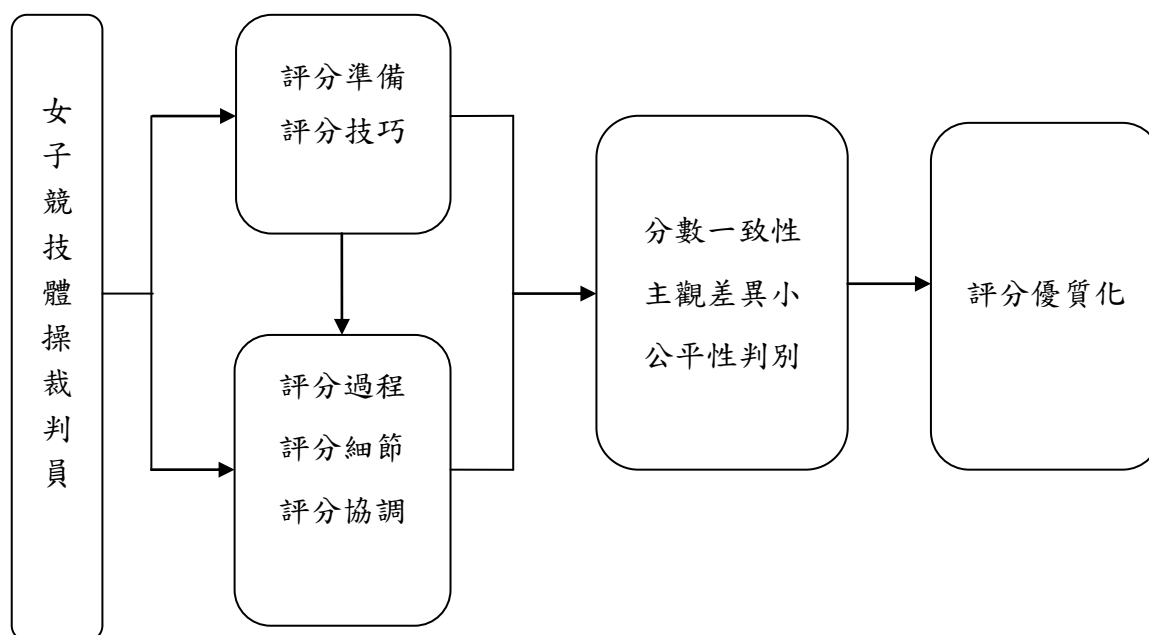 女子競技體操裁判員
評分準備
評分技巧
評分過程
評分細節
評分協調
分數一致性
主觀差異小
公平性判別
評分優質化